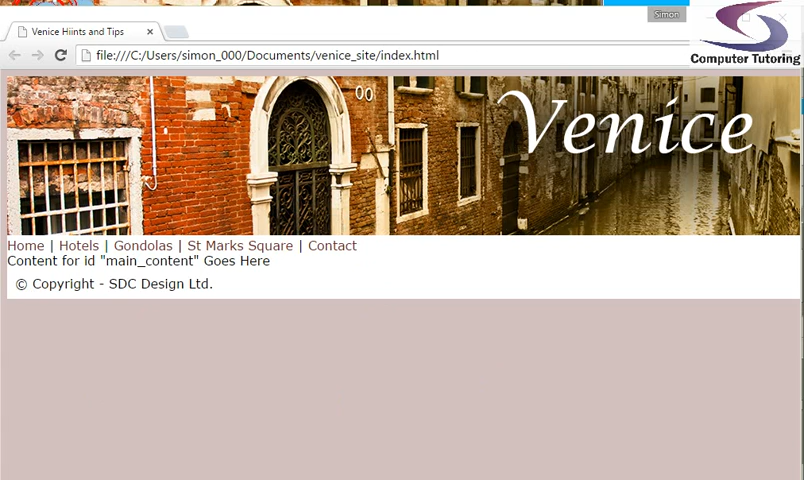 Simon
Venice Hiints and Tips
file:///C:/Users/simon_000/Documents/venice_site/index.html
Computer Tutoring
Venice
Home | Hotels | Gondolas | St Marks Square | Contact
Content for id "main_content" Goes Here
© Copyright - SDC Design Ltd.